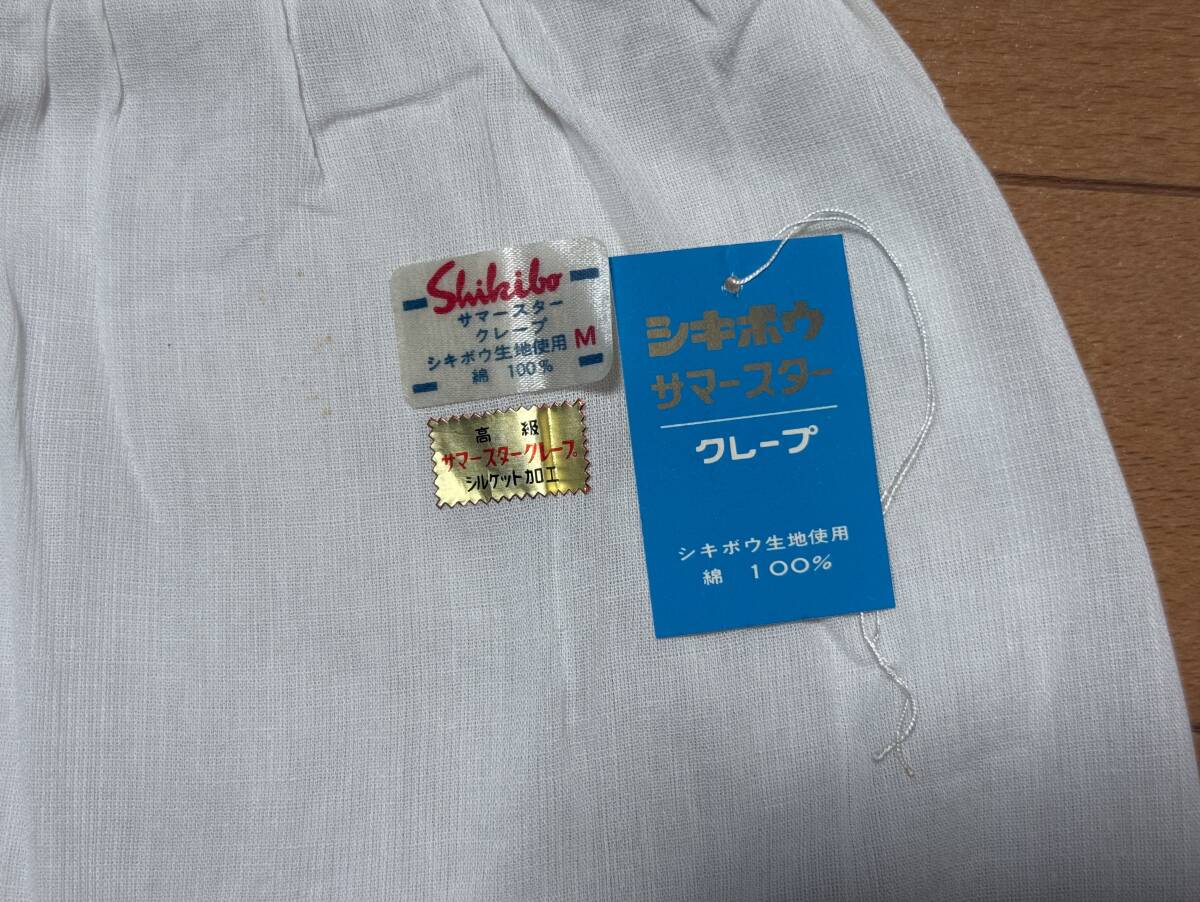 Shikibo
サマースター
クレープ
シキボウ生地使用 M
綿 100%
高級
サマースタークレープ
シルケット加工
シキボウ
サマースター
クレープ
シキボウ生地使用
綿 100%